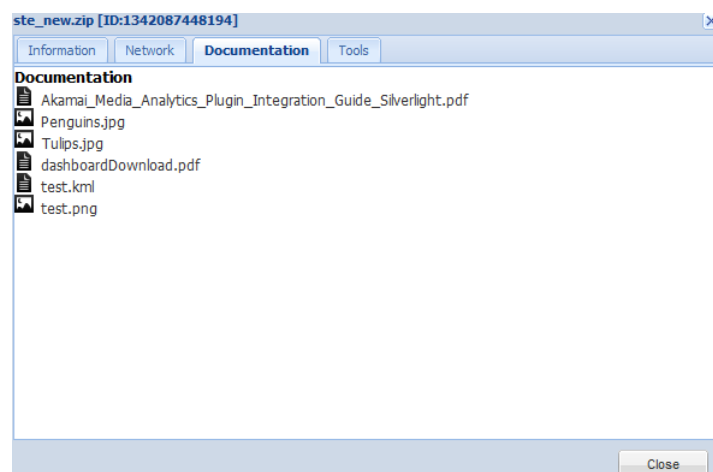 ste_new.zip [ID:1342087448194]
Information Network Documentation Tools
Documentation
Akamai_Media_Analytics_Plugin_Integration_Guide_Silverlight.pdf
Penguins.jpg
Tulips.jpg
dashboardDownload.pdf
test.kml
test.png
Close